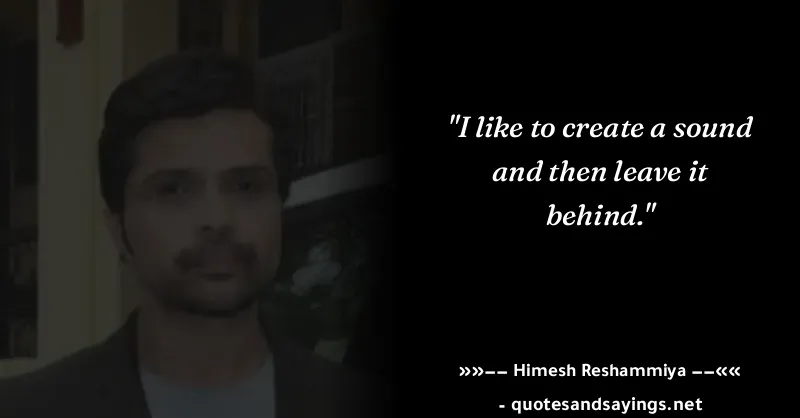 "I like to create a sound
and then leave it
behind."
»»−− Himesh Reshammiya −−««
- quotesandsayings.net